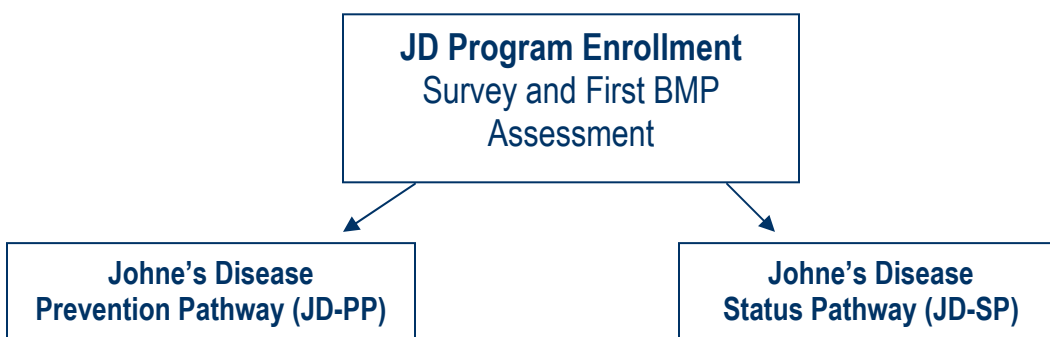 JD Program Enrollment
Survey and First BMP
Assessment
Johne's Disease
Prevention Pathway (JD-PP)
Johne's Disease
Status Pathway (JD-SP)